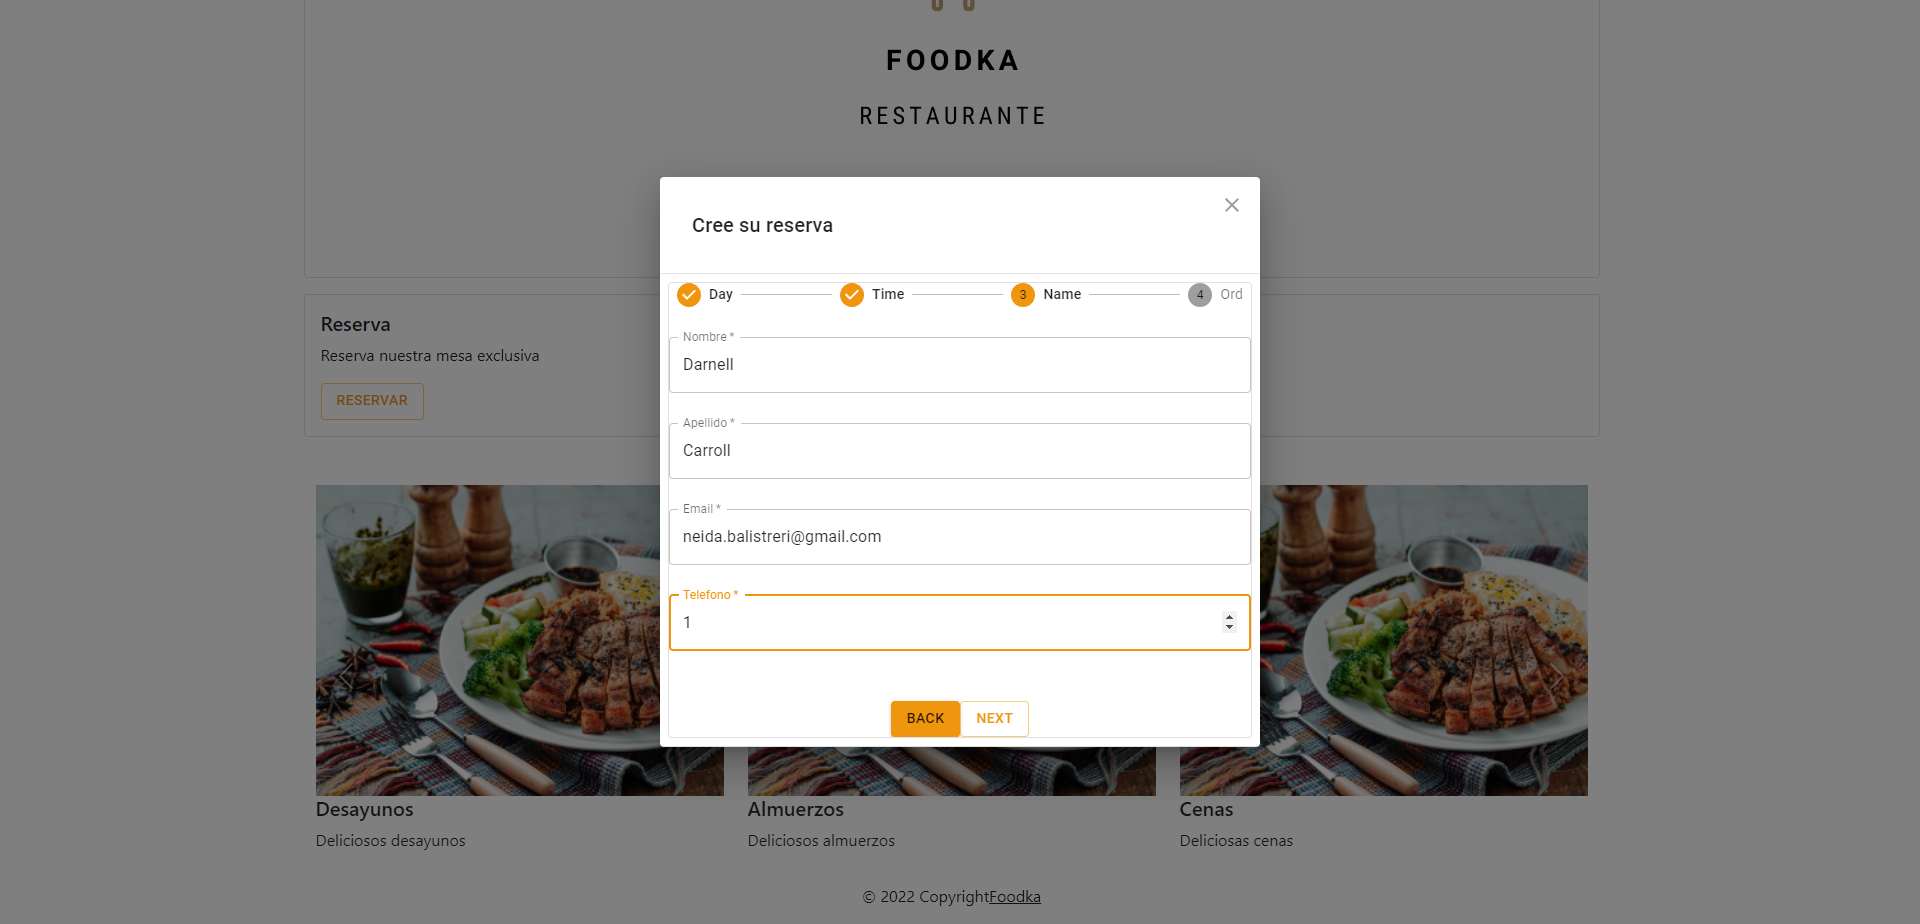 FOODKA
RESTAURANTE
Cree su reserva
Day
Time
3 Name
4 Ord
Nombre *
Darnell
Apellido *
Carroll
Email *
neida.balistreri@gmail.com
Telefono *
1
BACK NEXT
Reserva
Reserva nuestra mesa exclusiva
RESERVAR
Desayunos
Deliciosos desayunos
Almuerzos
Deliciosos almuerzos
Cenas
Deliciosas cenas
© 2022 CopyrightFoodka